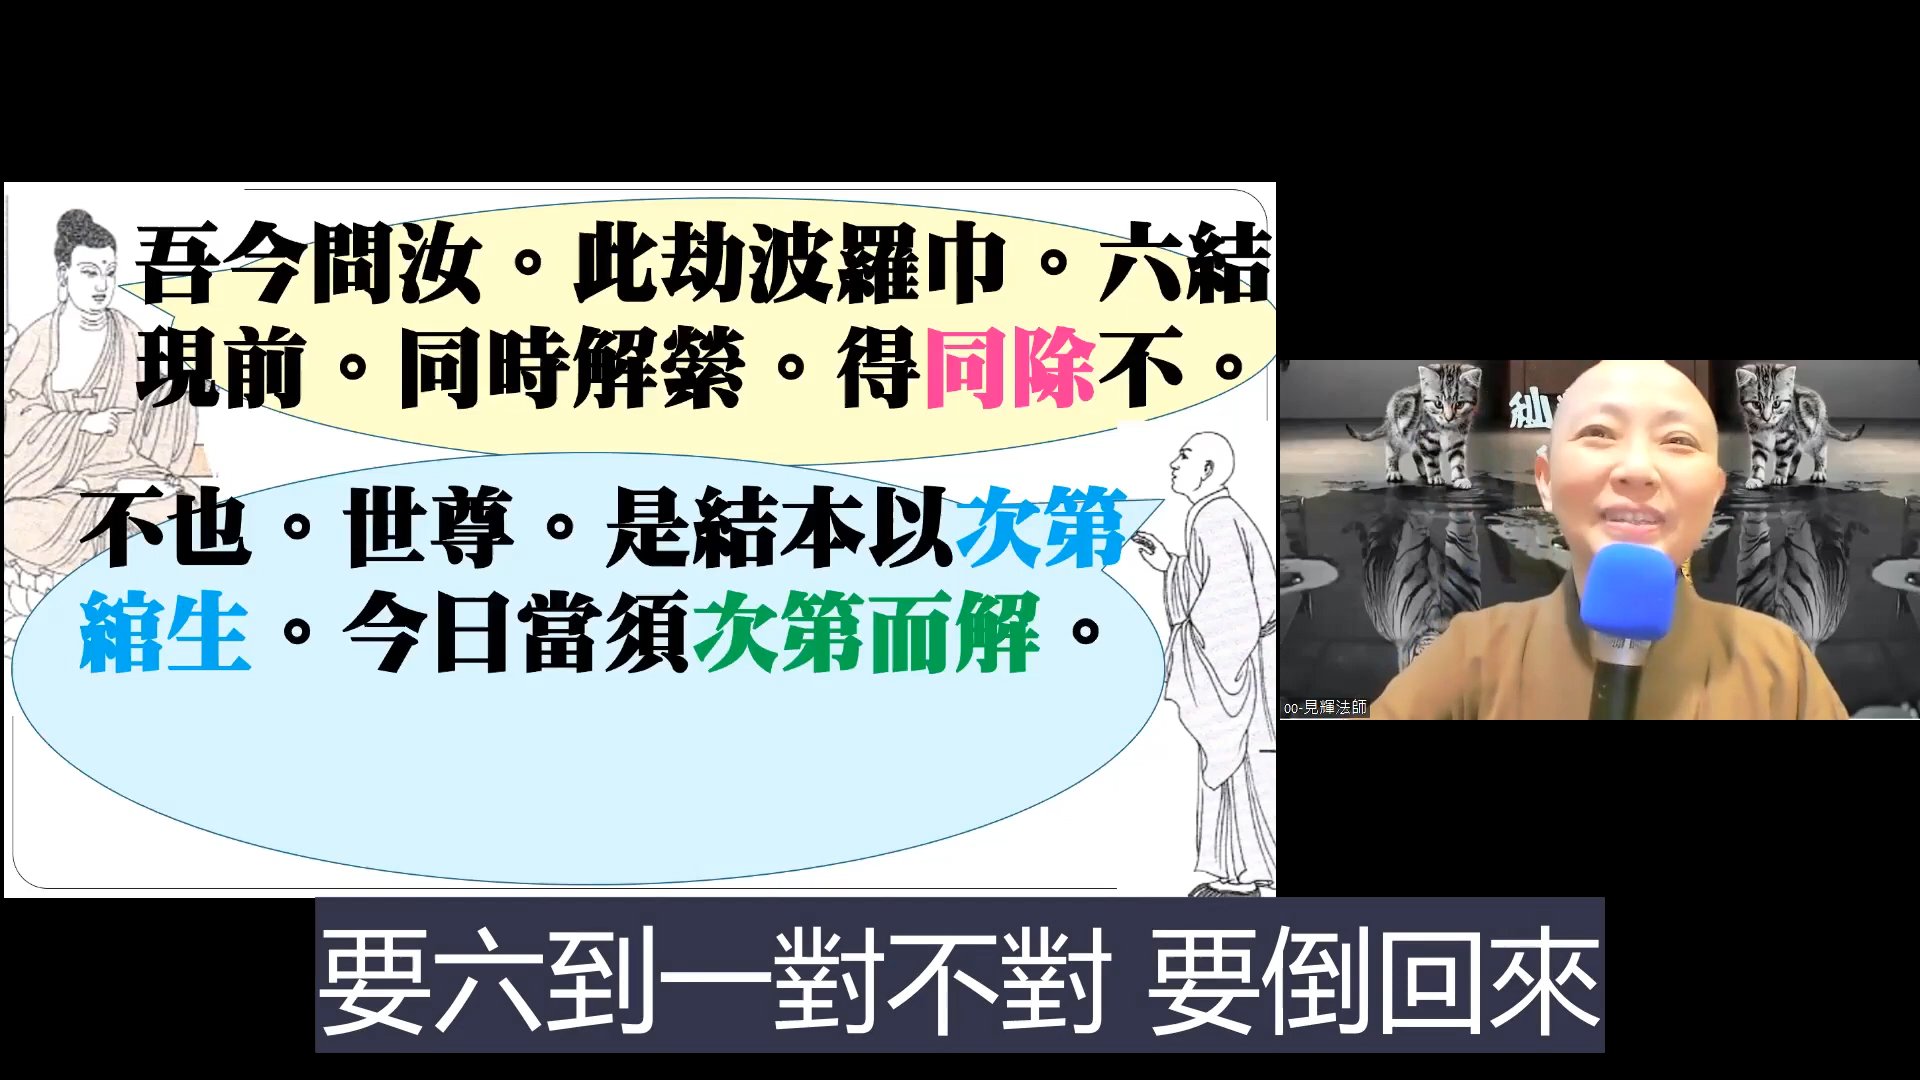 吾今問汝。此劫波羅巾。六結
現前。同時解縈。得同除不。
不也。世尊。是結本以次第
綰生。今日當須次第而解。
00-見輝法師
要六到一對不對 要倒回來